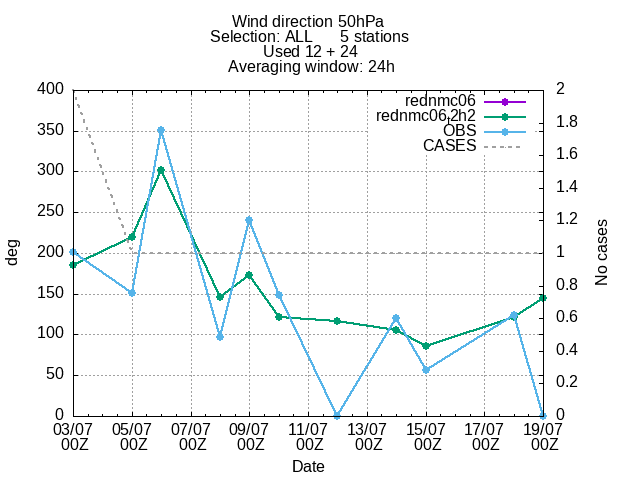 Wind direction 50hPa
Selection: ALL 5 stations
Used 12 + 24
Averaging window: 24h
400
350
300
250
200
150
100
50
0
deg
2
1.8
1.6
1.4
1.2
1
0.8
0.6
0.4
0.2
0
No cases
rednmc06
rednmc06,2h2
OBS
CASES
03/07 05/07 07/07 09/07 11/07 13/07 15/07 17/07 19/07
00Z 00Z 00Z 00Z 00Z 00Z 00Z 00Z 00Z
Date